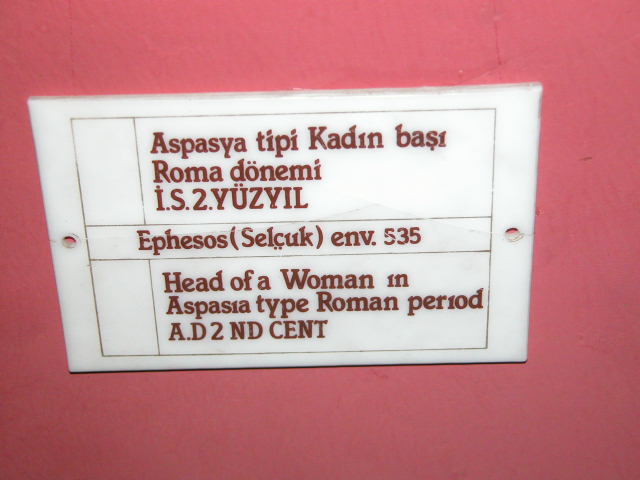 Aspasya tipi Kadın başı
Roma dönemi
İ.S.2.YÜZYIL
Ephesos (Selçuk) env. 535
Head of a Woman ın
Aspasıa type Roman perıod
A.D 2 ND CENT